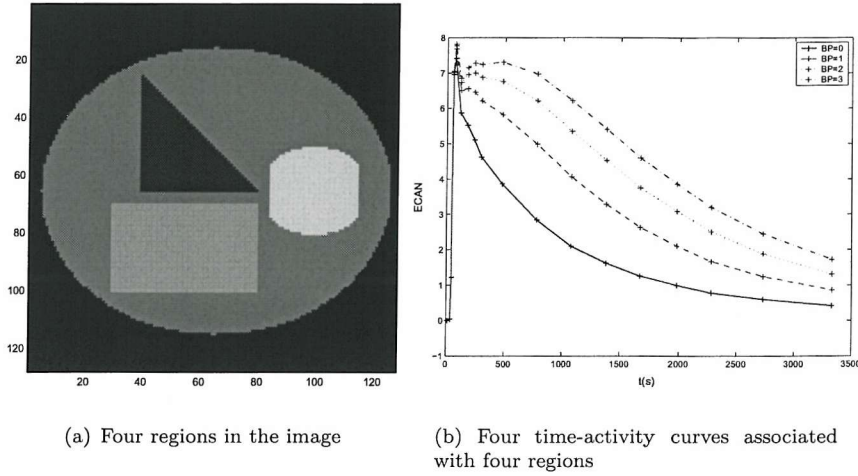 20
40
60
80
100
120
20 40 60 80 100 120
8
7
6
5
4
3
2
1
0
−1
ECAN
0 500 1000 1500 2000 2500 3000 3500
t(s)
BP=0
BP=1
BP=2
BP=3
(a) Four regions in the image
(b) Four time-activity curves associated
with four regions